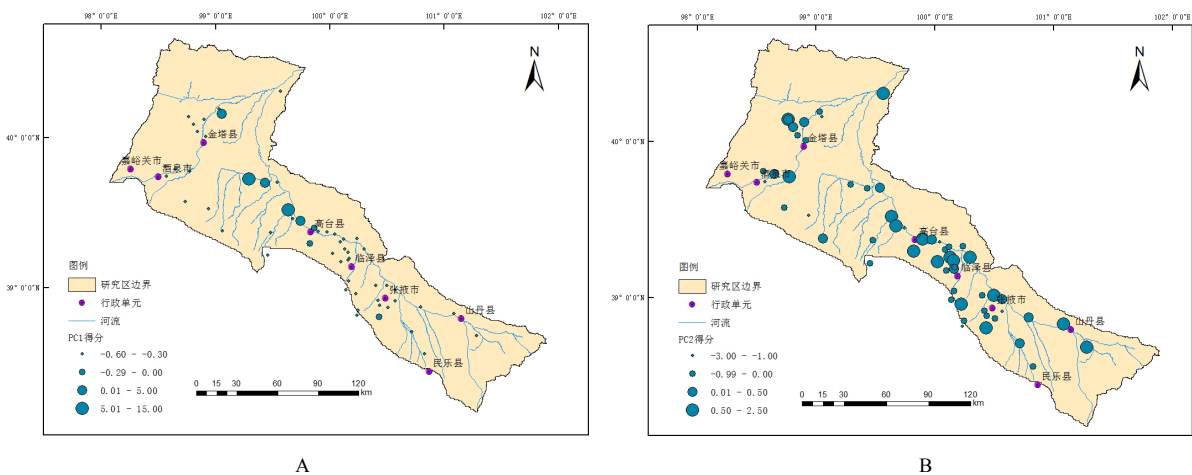 98° 0'0"E 99° 0'0"E 100° 0'0"E 101° 0'0"E 102° 0'0"E
N
40° 0'0"N
39° 0'0"N
金塔县
嘉峪关市
酒泉市
高台县
临泽县
张掖市
山丹县
民乐县
图例
研究区边界
行政单元
河流
PC1得分
-0.60 - -0.30
-0.29 - 0.00
0.01 - 5.00
5.01 - 15.00
0 15 30 60 90 120
km
A
98° 0'0"E 99° 0'0"E 100° 0'0"E 101° 0'0"E 102° 0'0"E
N
40° 0'0"N
39° 0'0"N
金塔县
嘉峪关市
酒泉市
高台县
临泽县
张掖市
山丹县
民乐县
图例
研究区边界
行政单元
河流
PC2得分
-3.00 - -1.00
-0.99 - 0.00
0.01 - 0.50
0.50 - 2.50
0 15 30 60 90 120
km
B